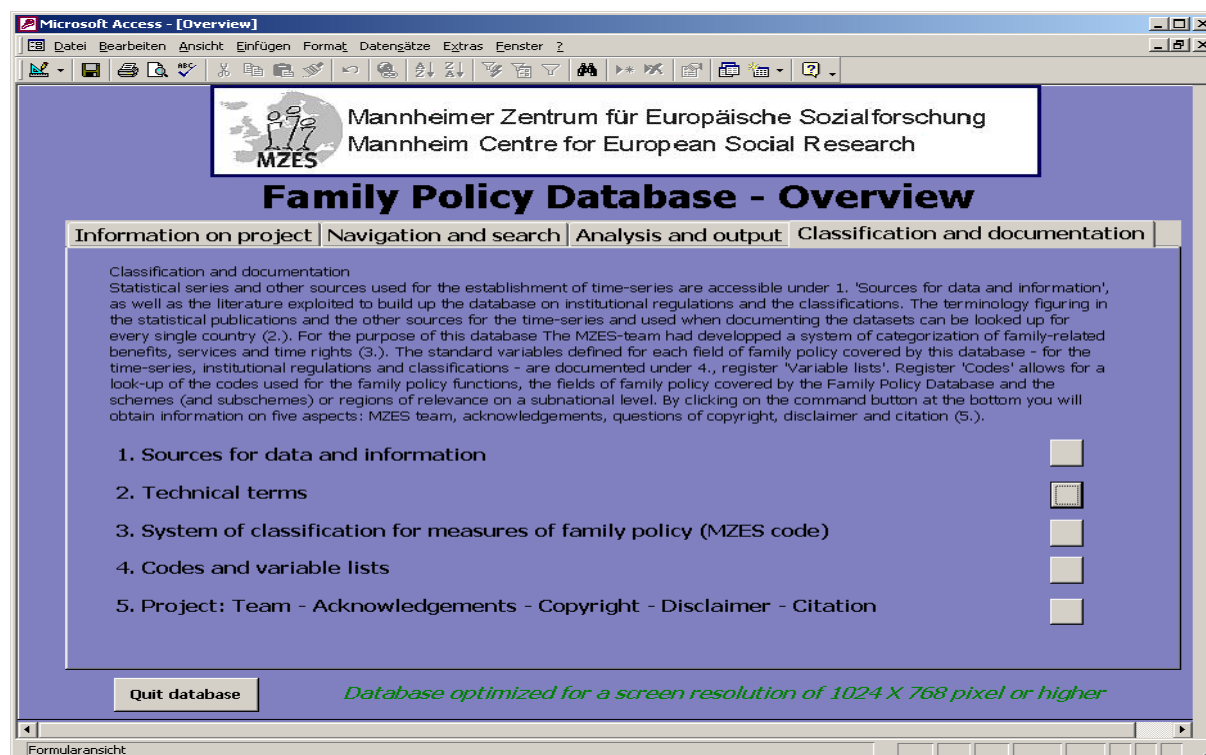 Microsoft Access - [Overview]
Datei Bearbeiten Ansicht Einfügen Format Datensätze Extras Fenster ?
ABC
MZES
Mannheimer Zentrum für Europäische Sozialforschung
Mannheim Centre for European Social Research
Family Policy Database - Overview
Information on project Navigation and search Analysis and output Classification and documentation
Classification and documentation
Statistical series and other sources used for the establishment of time-series are accessible under 1. 'Sources for data and information',
as well as the literature exploited to build up the database on institutional regulations and the classifications. The terminology figuring in
the statistical publications and the other sources for the time-series and used when documenting the datasets can be looked up for
every single country (2.). For the purpose of this database The MZES-team had developped a system of categorization of family-related
benefits, services and time rights (3.). The standard variables defined for each field of family policy covered by this database - for the
time-series, institutional regulations and classifications - are documented under 4., register 'Variable lists'. Register 'Codes' allows for a
look-up of the codes used for the family policy functions, the fields of family policy covered by the Family Policy Database and the
schemes (and subschemes) or regions of relevance on a subnational level. By clicking on the command button at the bottom you will
obtain information on five aspects: MZES team, acknowledgements, questions of copyright, disclaimer and citation (5.).
1. Sources for data and information
2. Technical terms
3. System of classification for measures of family policy (MZES code)
4. Codes and variable lists
5. Project: Team - Acknowledgements - Copyright - Disclaimer - Citation
Quit database
Database optimized for a screen resolution of 1024 X 768 pixel or higher
Formularansicht